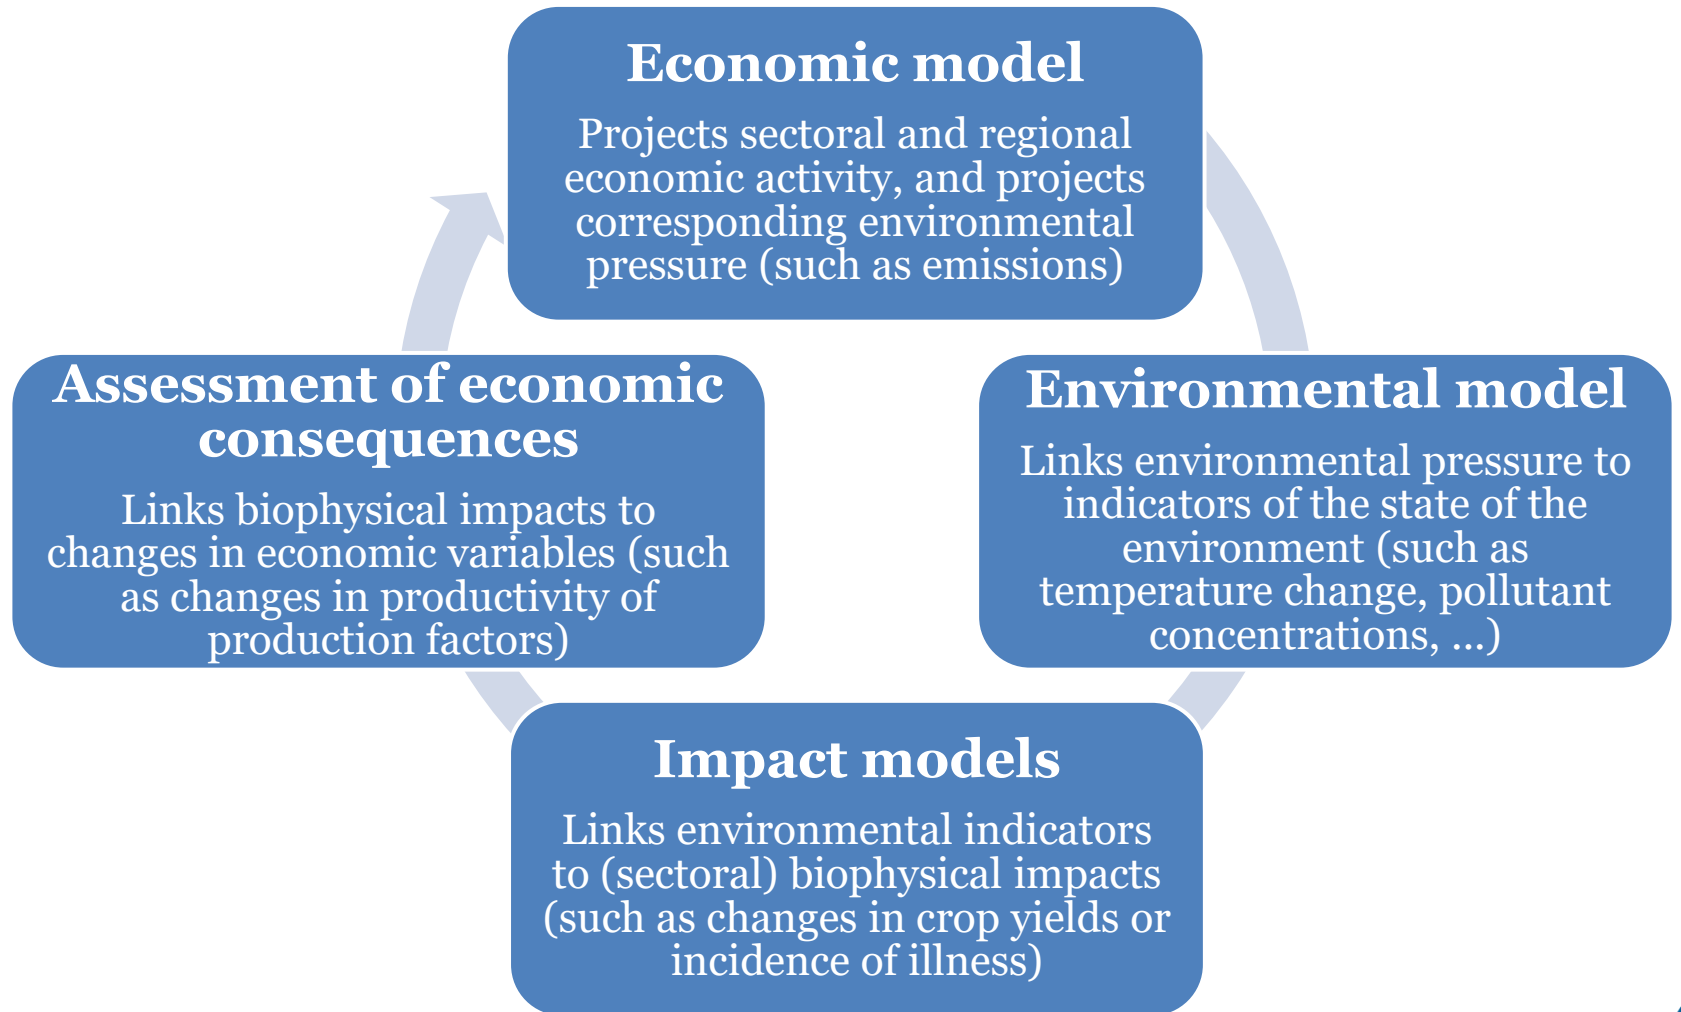 Economic model
Projects sectoral and regional
economic activity, and projects
corresponding environmental
pressure (such as emissions)
Environmental model
Links environmental pressure to
indicators of the state of the
environment (such as
temperature change, pollutant
concentrations, ...)
Impact models
Links environmental indicators
to (sectoral) biophysical impacts
(such as changes in crop yields or
incidence of illness)
Assessment of economic
consequences
Links biophysical impacts to
changes in economic variables (such
as changes in productivity of
production factors)